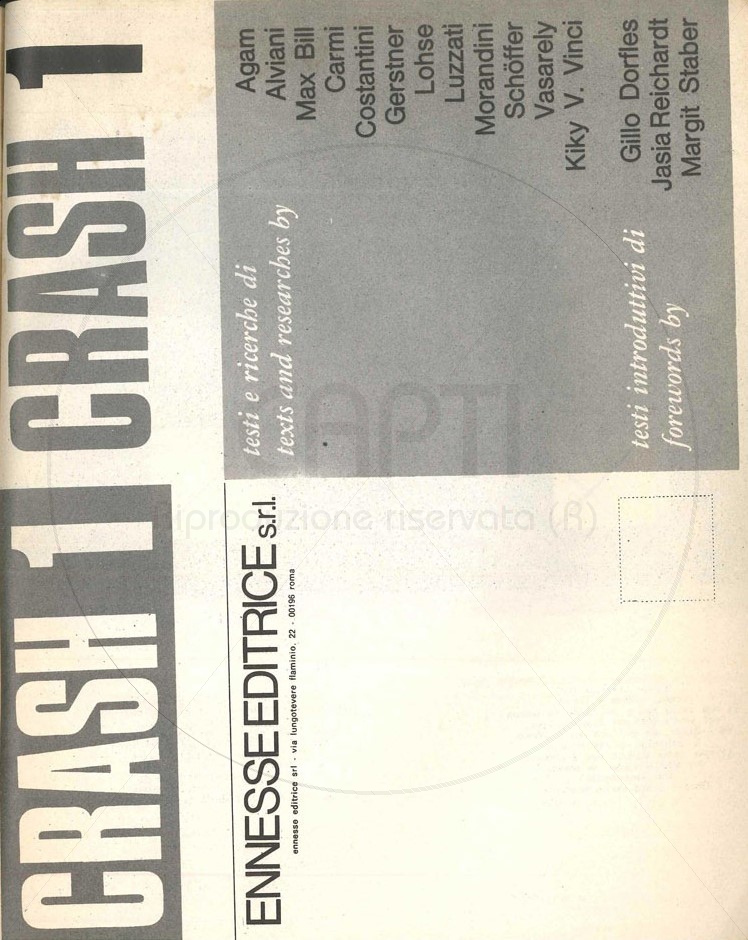 CRASH 1 CRASH 1
testi e ricerche di
texts and researches by
Agam
Alviani
Max Bill
Carmi
Costantini
Gerstner
Lohse
Luzzati
Morandini
Schöffer
Vasarely
Kiky V. Vinci
testi introduttivi di
forewords by
Gillo Dorfles
Jasia Reichardt
Margit Staber
ENNESSE EDITRICE s.r.l.
ennesse editrice srl - via lungotevere flaminio, 22 - 00196 roma
CAPTI
Riproduzione riservata (R)